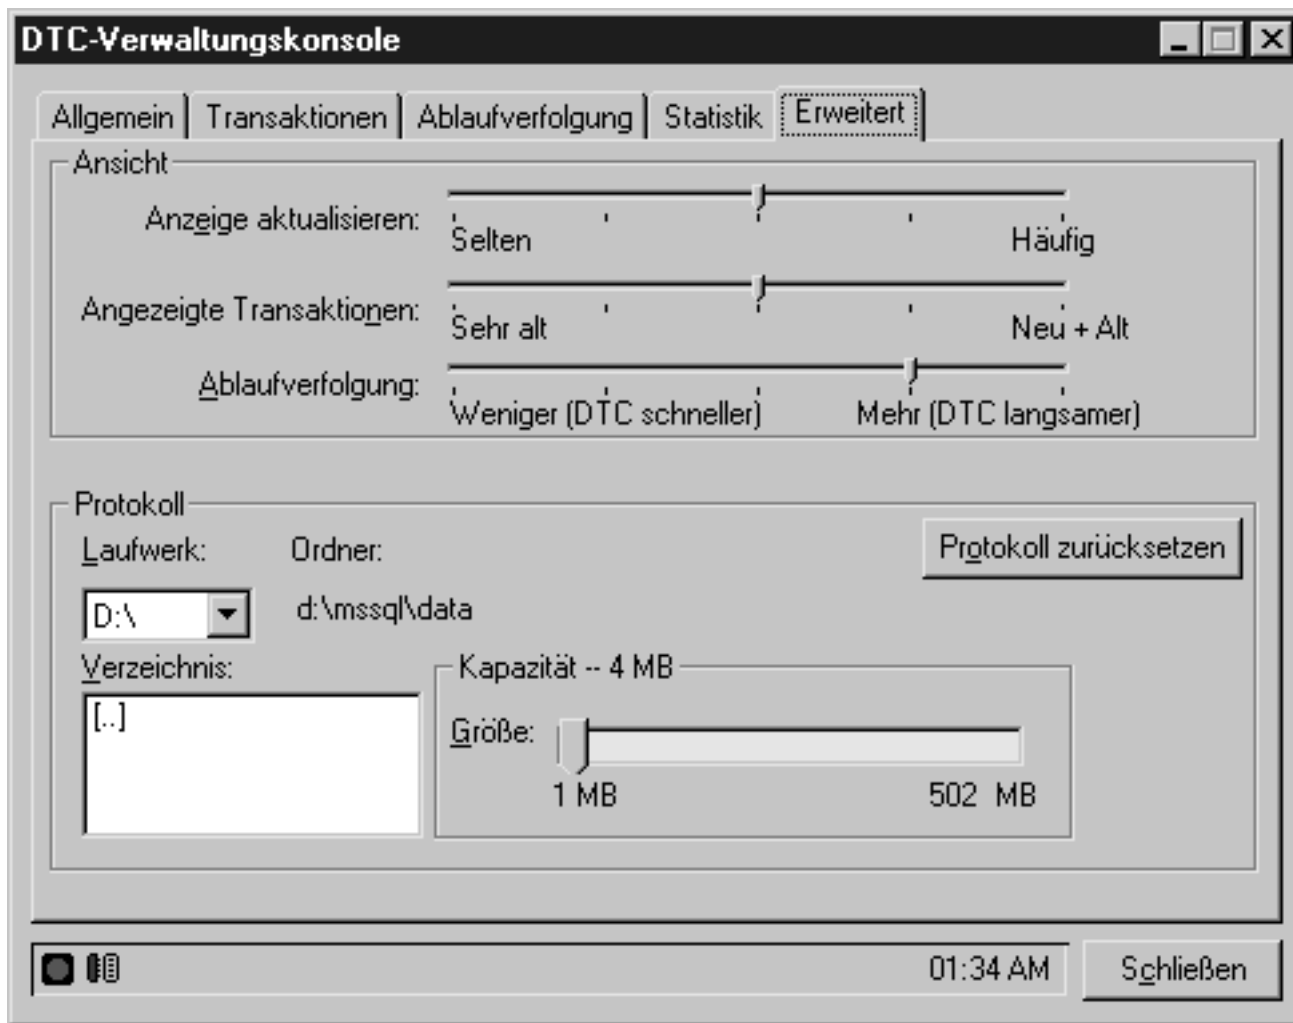 DTC-Verwaltungskonsole
Allgemein Transaktionen Ablaufverfolgung Statistik Erweitert
Ansicht
Anzeige aktualisieren:
Selten Häufig
Angezeigte Transaktionen:
Sehr alt Neu + Alt
Ablaufverfolgung:
Weniger (DTC schneller) Mehr (DTC langsamer)
Protokoll
Laufwerk: Ordner: Protokoll zurücksetzen
D:\ d:\mssql\data
Verzeichnis: Kapazität -- 4 MB
[..]
Größe:
1 MB 502 MB
01:34 AM Schließen